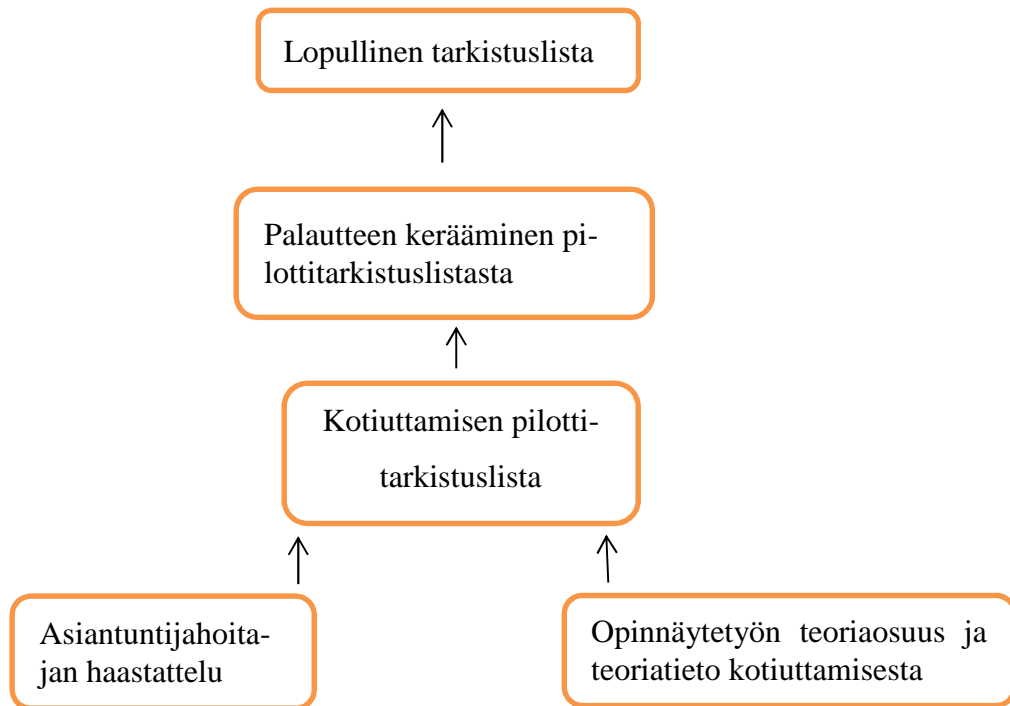 Lopullinen tarkistuslista
Palautteen kerääminen pi-
lottitarkistuslistasta
Kotiuttamisen pilotti-
tarkistuslista
Asiantuntijahoita-
jan haastattelu
Opinnäytetyön teoriaosuus ja
teoriatieto kotiuttamisesta